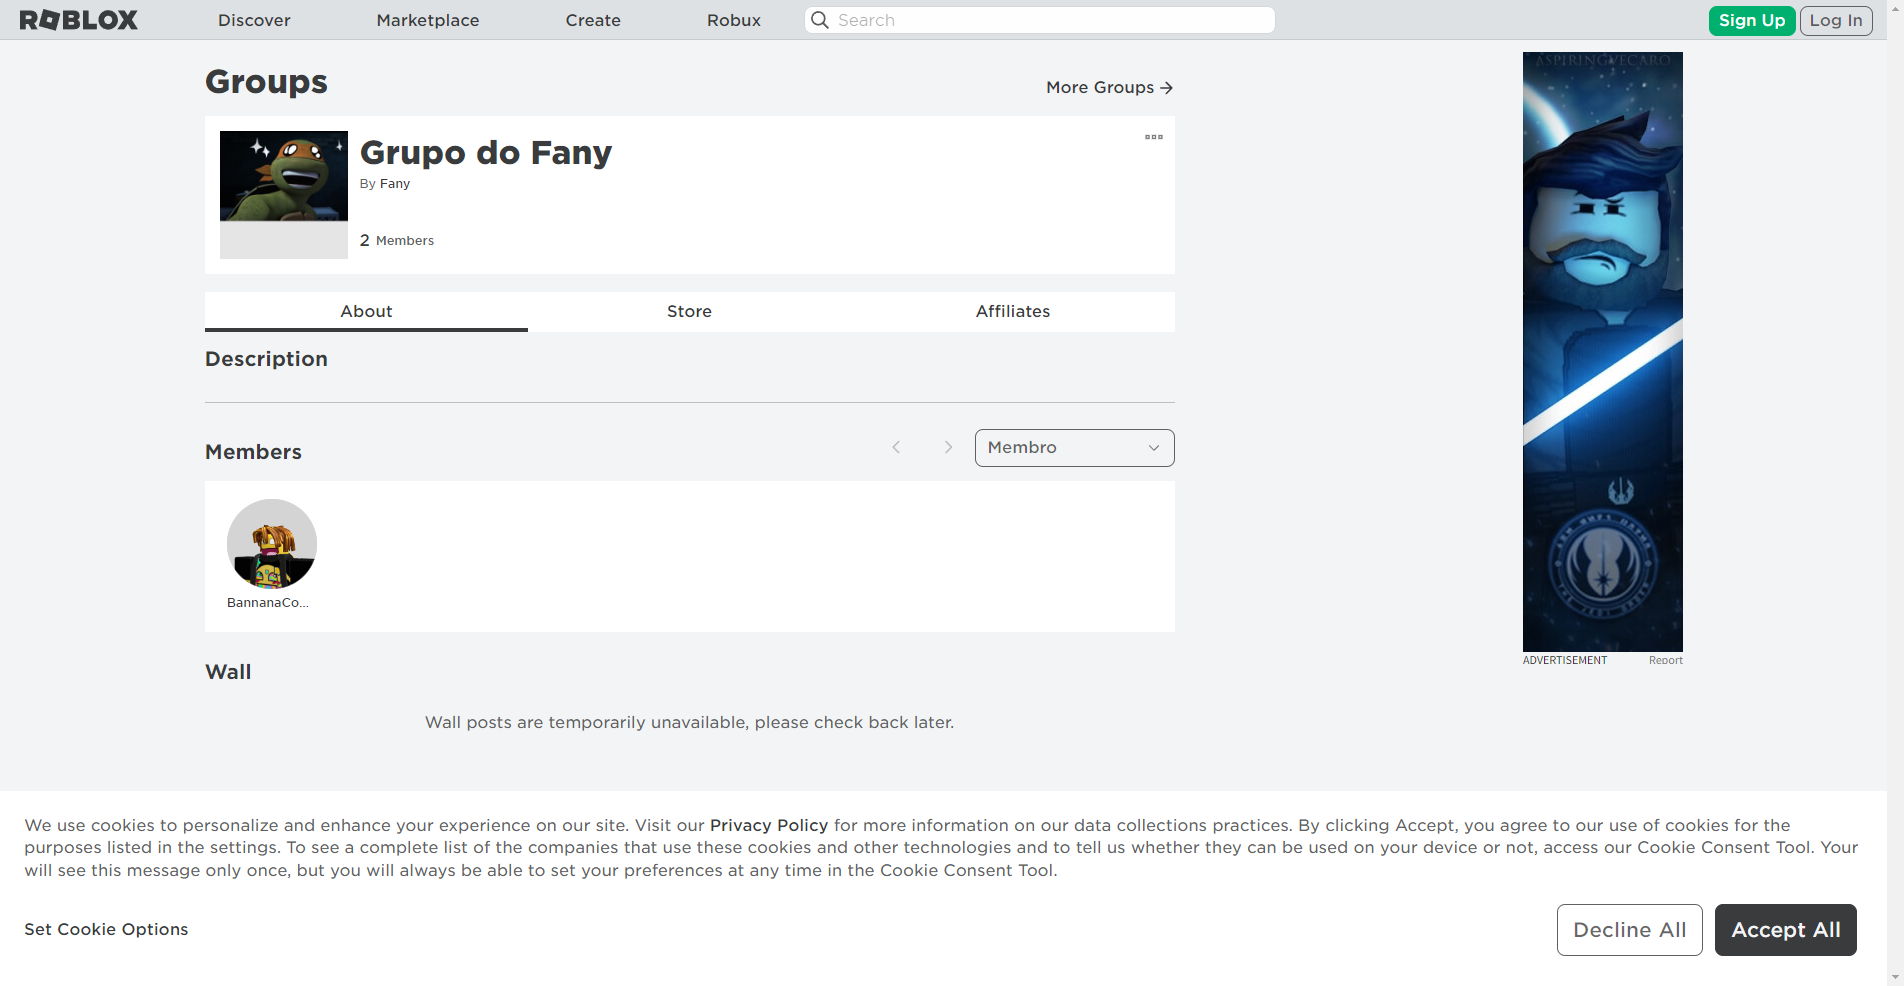 ROBLOX
Discover
Marketplace
Create
Robux
Search
Sign Up
Log In
Groups
More Groups
Grupo do Fany
By Fany
2 Members
About
Store
Affiliates
Description
Members
Membro
BannanaCo...
Wall
Wall posts are temporarily unavailable, please check back later.
ASPIRINGVECARO
ADVERTISEMENT
Report
We use cookies to personalize and enhance your experience on our site. Visit our Privacy Policy for more information on our data collections practices. By clicking Accept, you agree to our use of cookies for the
purposes listed in the settings. To see a complete list of the companies that use these cookies and other technologies and to tell us whether they can be used on your device or not, access our Cookie Consent Tool. Your
will see this message only once, but you will always be able to set your preferences at any time in the Cookie Consent Tool.
Set Cookie Options
Decline All
Accept All